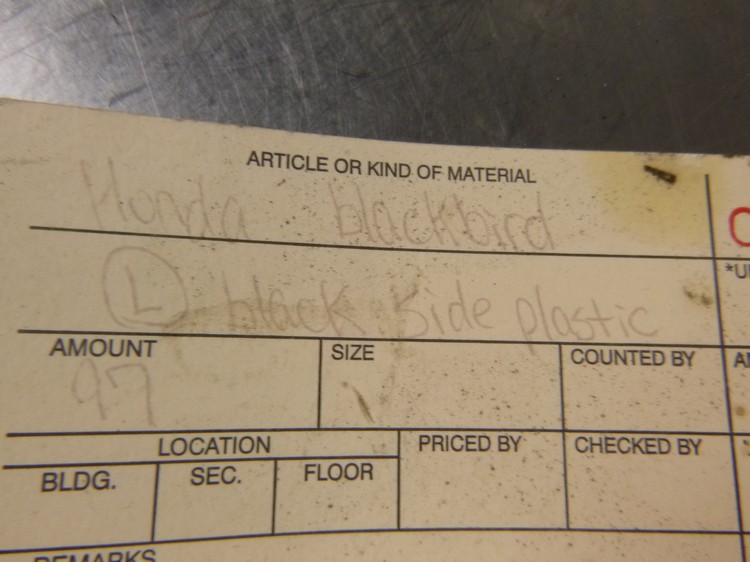 ARTICLE OR KIND OF MATERIAL
Honda blackbird
L black side plastic
*U
AMOUNT SIZE COUNTED BY
97
LOCATION PRICED BY CHECKED BY
BLDG. SEC. FLOOR
REMARKS